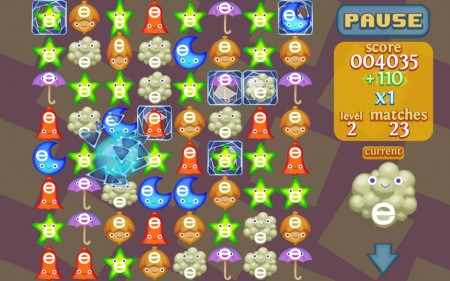 PAUSE
score
004035
+110
X1
level matches
2 23
current
e